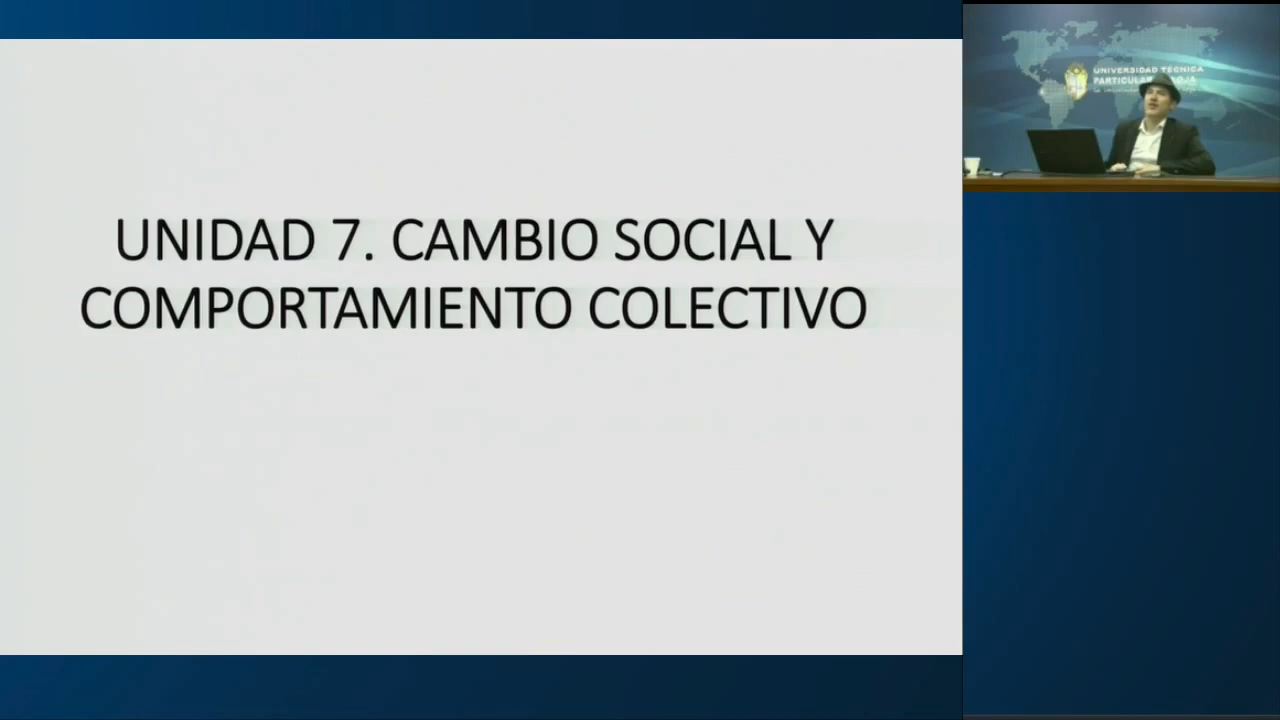 UNIDAD 7. CAMBIO SOCIAL Y
COMPORTAMIENTO COLECTIVO
UNIVERSIDAD TÉCNICA